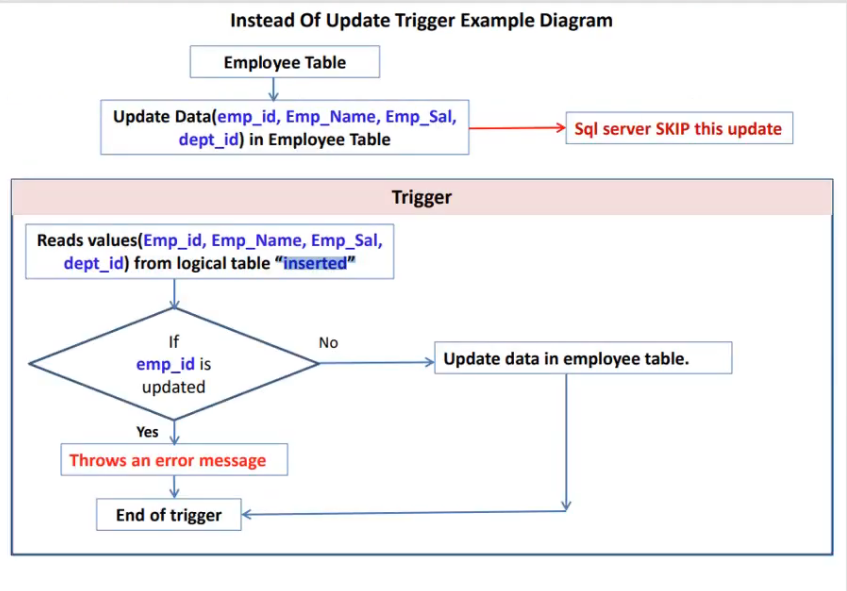 Instead Of Update Trigger Example Diagram
Employee Table
Update Data(emp_id, Emp_Name, Emp_Sal,
dept_id) in Employee Table
Sql server SKIP this update
Trigger
Reads values(Emp_id, Emp_Name, Emp_Sal,
dept_id) from logical table “inserted”
If
emp_id is
updated
No
Update data in employee table.
Yes
Throws an error message
End of trigger